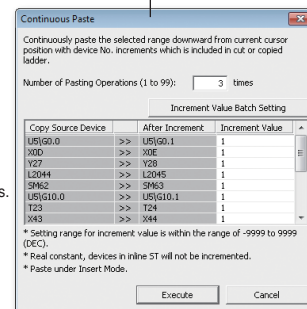 Continuous Paste
Continuously paste the selected range downward from current cursor
position with device No. increments which is included in cut or copied
ladder.
Number of Pasting Operations (1 to 99): 3 times
Increment Value Batch Setting
Copy Source Device After Increment Increment Value
U5\G0.0 >> U5\G0.1 1
X0D >> X0E 1
Y27 >> Y28 1
L2044 >> L2045 1
s.
SM62 >> SM63 1
U5\G10.0 >> U5\G10.1 1
T23 >> T24 1
X43 >> X44 1
* Setting range for increment value is within the range of -9999 to 9999
(DEC).
* Real constant, devices in inline ST will not be incremented.
* Paste under Insert Mode.
Execute Cancel